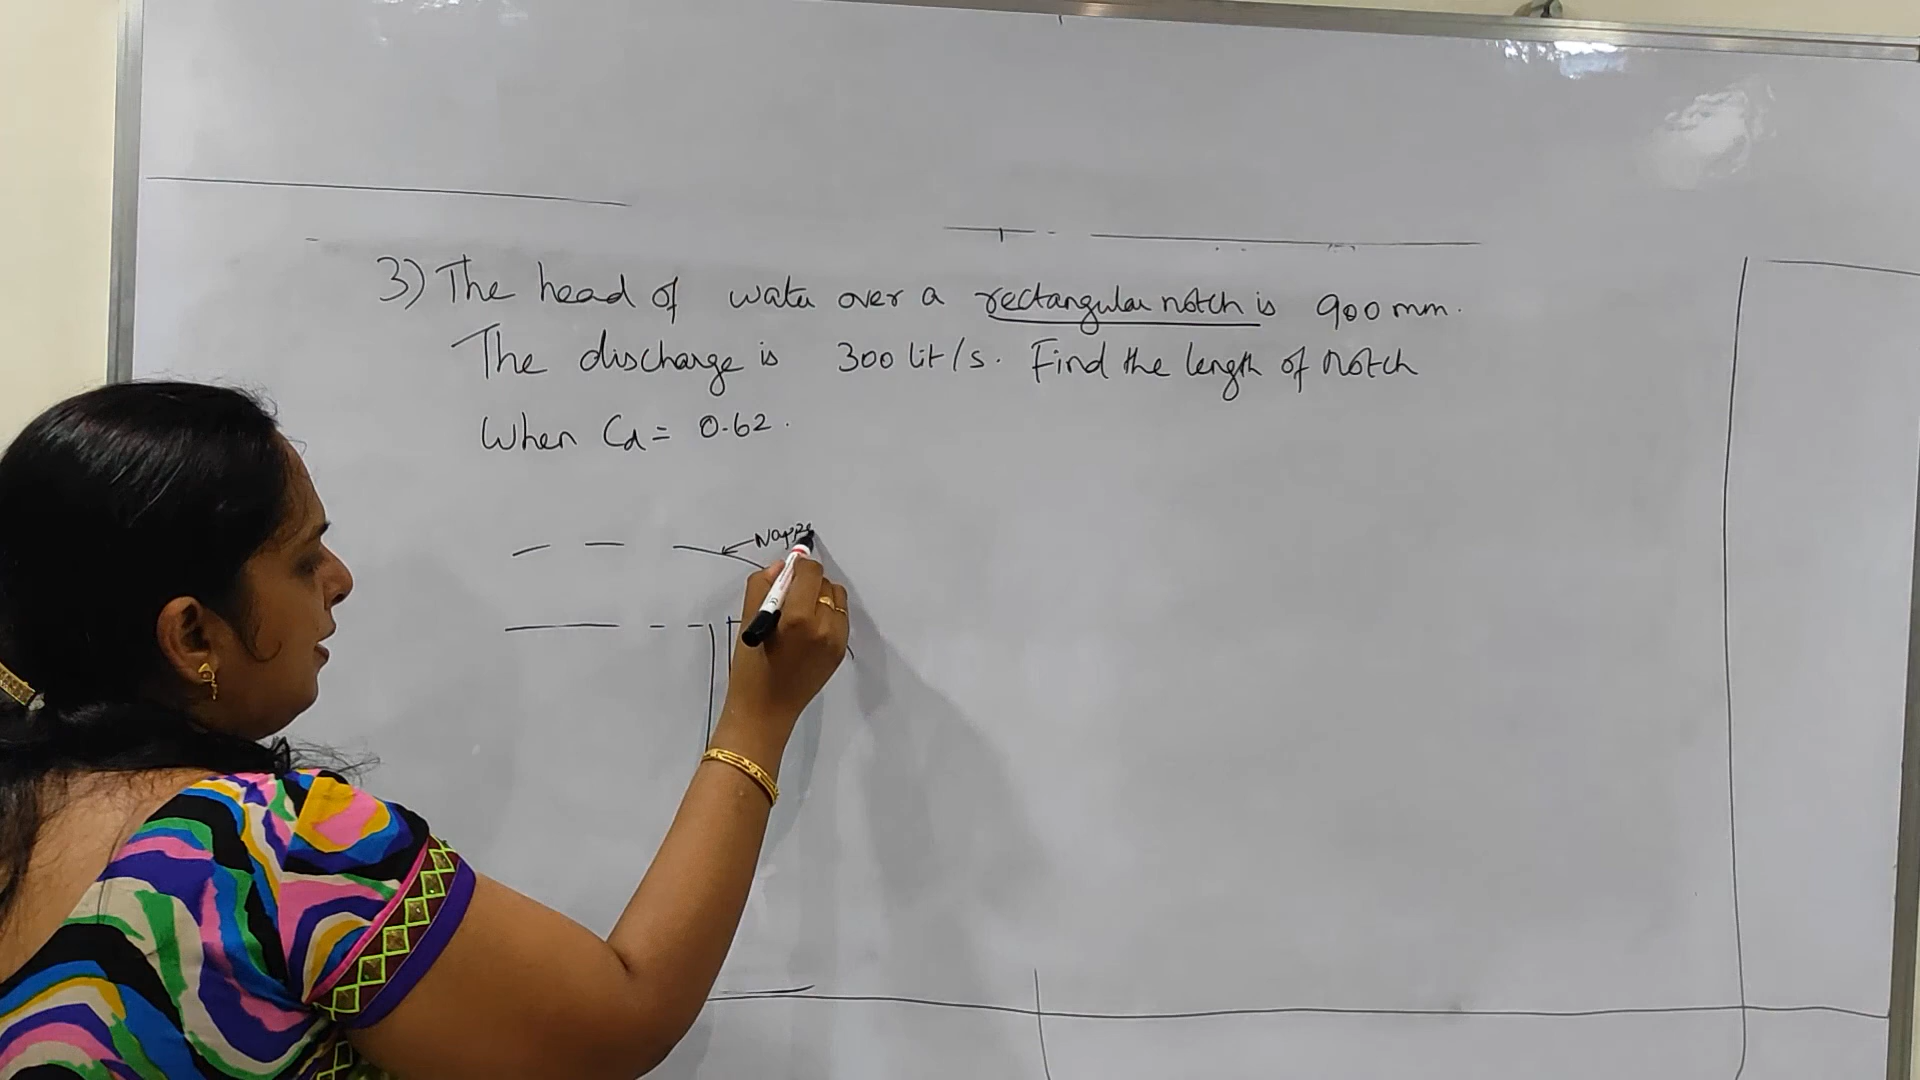 3) The head of water over a rectangular notch is 900 mm.
The discharge is 300 lit/s. Find the length of notch
When Cd = 0.62.
Nappe